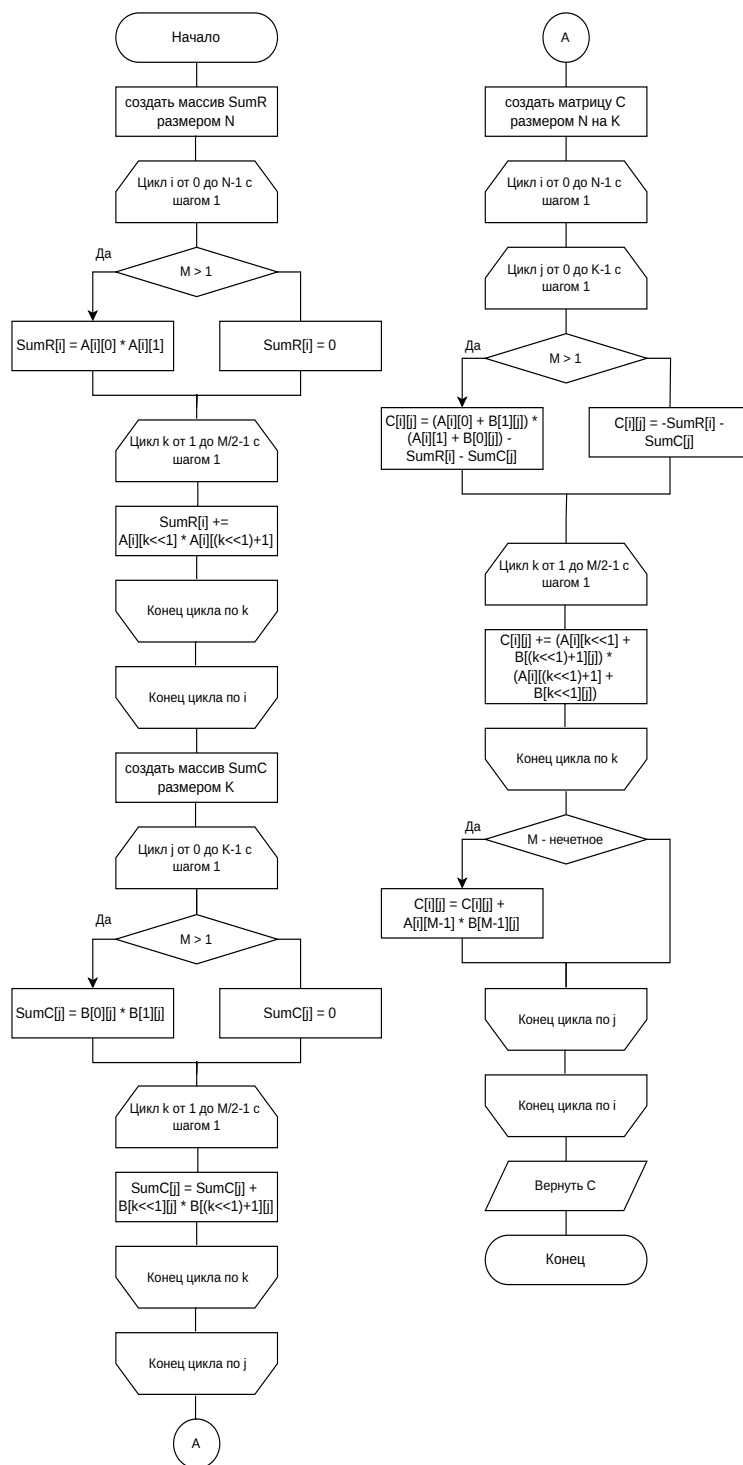 Начало
создать массив SumR
размером N
Цикл i от 0 до N-1 с
шагом 1
Да
M > 1
SumR[i] = A[i][0] * A[i][1]
SumR[i] = 0
Цикл k от 1 до M/2-1 с
шагом 1
SumR[i] +=
A[i][k<<1] * A[i][(k<<1)+1]
Конец цикла по k
Конец цикла по i
создать массив SumC
размером K
Цикл j от 0 до K-1 с
шагом 1
Да
M > 1
SumC[j] = B[0][j] * B[1][j]
SumC[j] = 0
Цикл k от 1 до M/2-1 с
шагом 1
SumC[j] = SumC[j] +
B[k<<1][j] * B[(k<<1)+1][j]
Конец цикла по k
Конец цикла по j
A
A
создать матрицу C
размером N на K
Цикл i от 0 до N-1 с
шагом 1
Цикл j от 0 до K-1 с
шагом 1
Да
M > 1
C[i][j] = (A[i][0] + B[1][j]) *
(A[i][1] + B[0][j]) -
SumR[i] - SumC[j]
C[i][j] = -SumR[i] -
SumC[j]
Цикл k от 1 до M/2-1 с
шагом 1
C[i][j] += (A[i][k<<1] +
B[(k<<1)+1][j]) *
(A[i][(k<<1)+1] +
B[k<<1][j])
Конец цикла по k
Да
M - нечетное
C[i][j] = C[i][j] +
A[i][M-1] * B[M-1][j]
Конец цикла по j
Конец цикла по i
Вернуть C
Конец